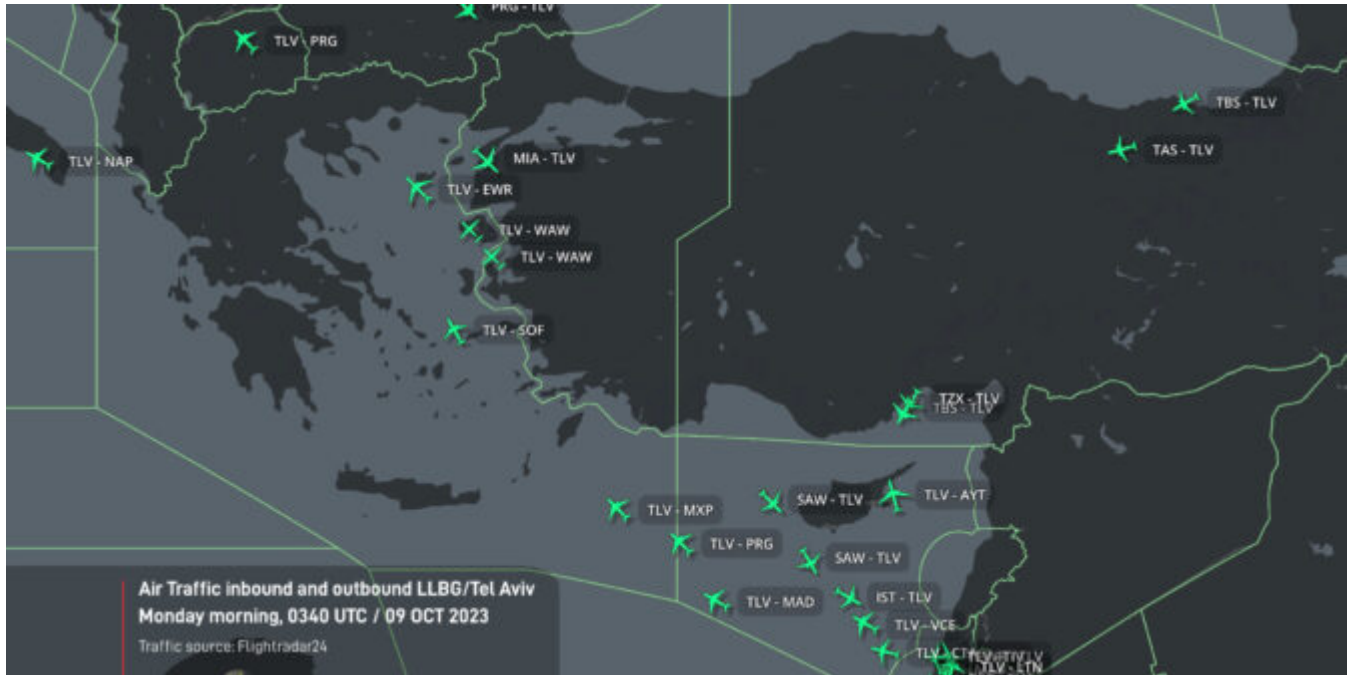 PRG - TLV
TLV - PRG
TBS - TLV
TAS - TLV
MIA - TLV
TLV - NAP
TLV - EWR
TLV - WAW
TLV - WAW
TLV - SOF
TZX - TLV
TBS - TLV
SAW - TLV
TLV - AYT
TLV - MXP
TLV - PRG
SAW - TLV
TLV - MAD
IST - TLV
TLV - VCE
TLV - LTN
Air Traffic inbound and outbound LLBG/Tel Aviv
Monday morning, 0340 UTC / 09 OCT 2023
Traffic source: Flightradar24